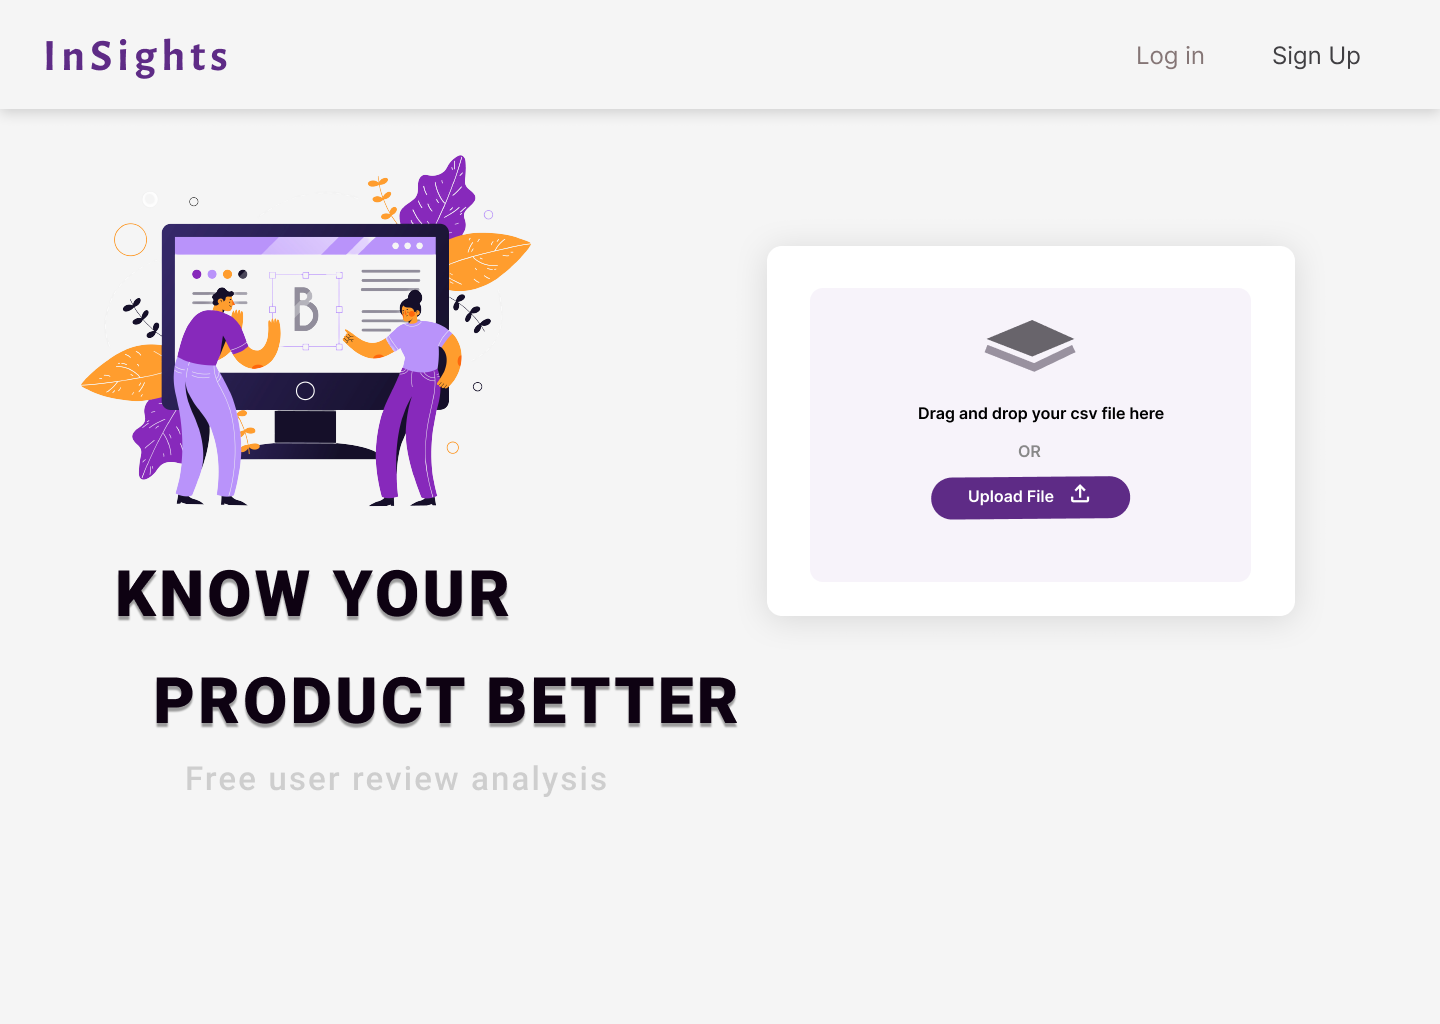 InSights
Log in
Sign Up
B
Drag and drop your csv file here
OR
Upload File
KNOW YOUR
PRODUCT BETTER
Free user review analysis